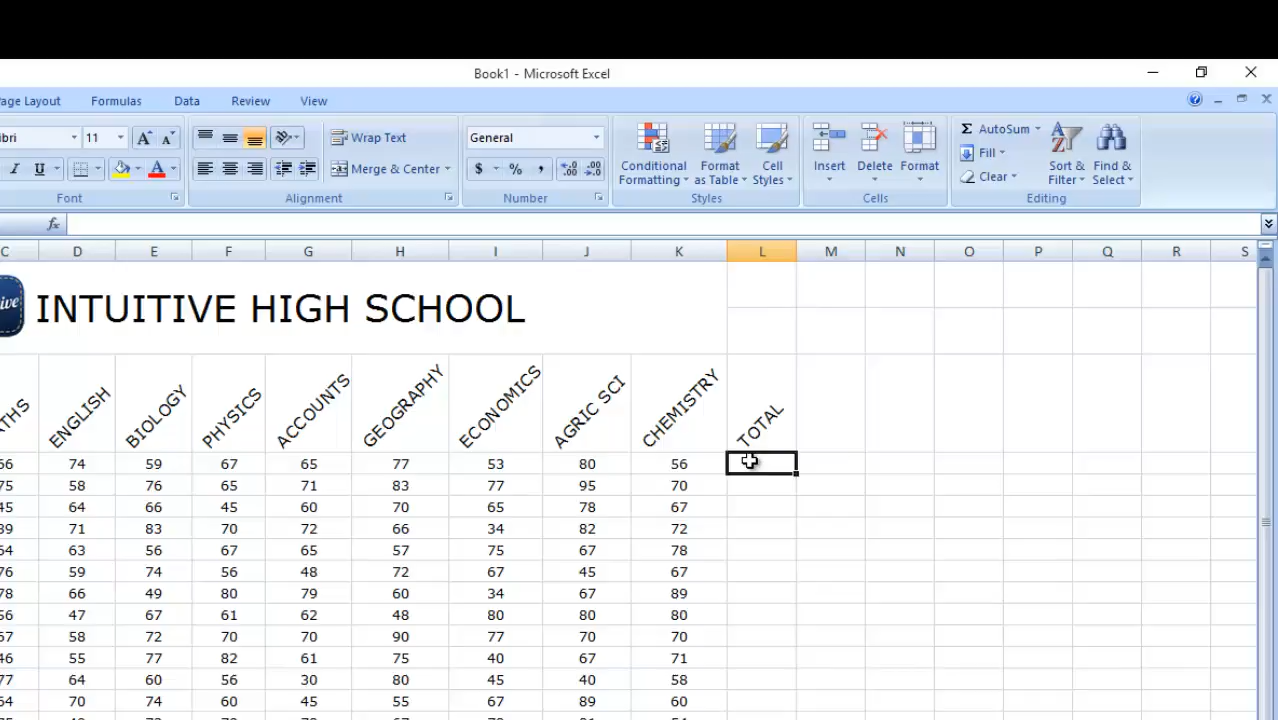 Book1 - Microsoft Excel
Page Layout Formulas Data Review View
ibri 11 A A Wrap Text General Conditional Formatting Format as Table Cell Styles Insert Delete Format Σ AutoSum Fill Clear Sort & Filter Find & Select
I U A Merge & Center $ % ,
Font Alignment Number Styles Cells Editing
fx
C D E F G H I J K L M N O P Q R S
ive INTUITIVE HIGH SCHOOL
ATHS ENGLISH BIOLOGY PHYSICS ACCOUNTS GEOGRAPHY ECONOMICS AGRIC SCI CHEMISTRY TOTAL
66 74 59 67 65 77 53 80 56
75 58 76 65 71 83 77 95 70
45 64 66 45 60 70 65 78 67
39 71 83 70 72 66 34 82 72
54 63 56 67 65 57 75 67 78
76 59 74 56 48 72 67 45 67
78 66 49 80 79 60 34 67 89
56 47 67 61 62 48 80 80 80
67 58 72 70 70 90 77 70 70
46 55 77 82 61 75 40 67 71
77 64 60 56 30 80 45 40 58
64 70 74 60 45 55 67 89 60